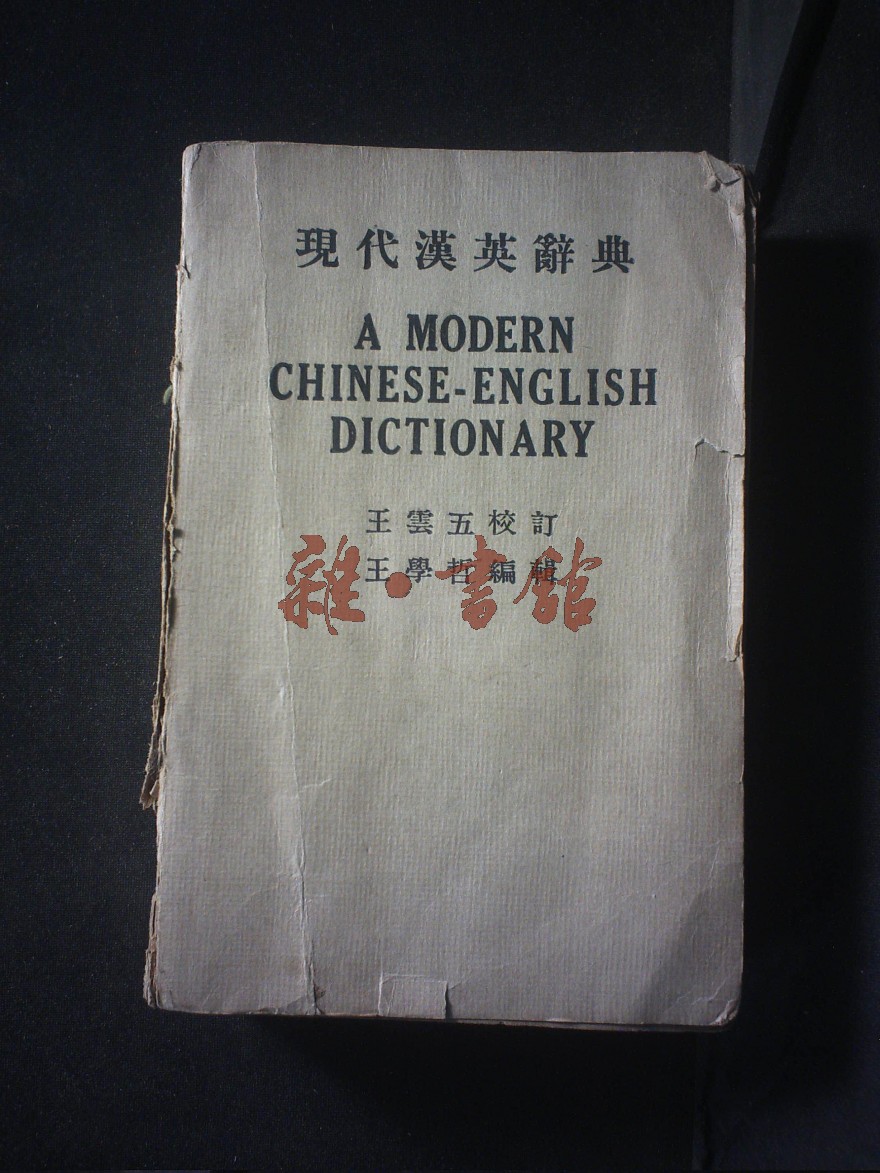 現代漢英辭典
A MODERN
CHINESE-ENGLISH
DICTIONARY
王雲五校訂
王學哲編輯
雜·書館